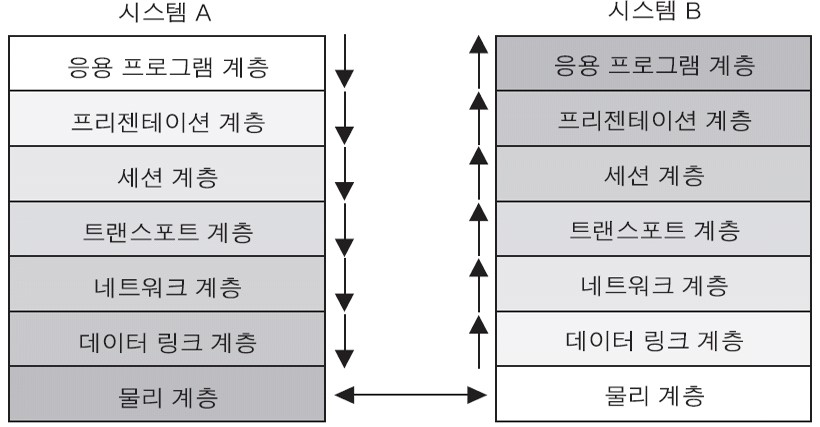 시스템 A
응용 프로그램 계층
프리젠테이션 계층
세션 계층
트랜스포트 계층
네트워크 계층
데이터 링크 계층
물리 계층
시스템 B
응용 프로그램 계층
프리젠테이션 계층
세션 계층
트랜스포트 계층
네트워크 계층
데이터 링크 계층
물리 계층